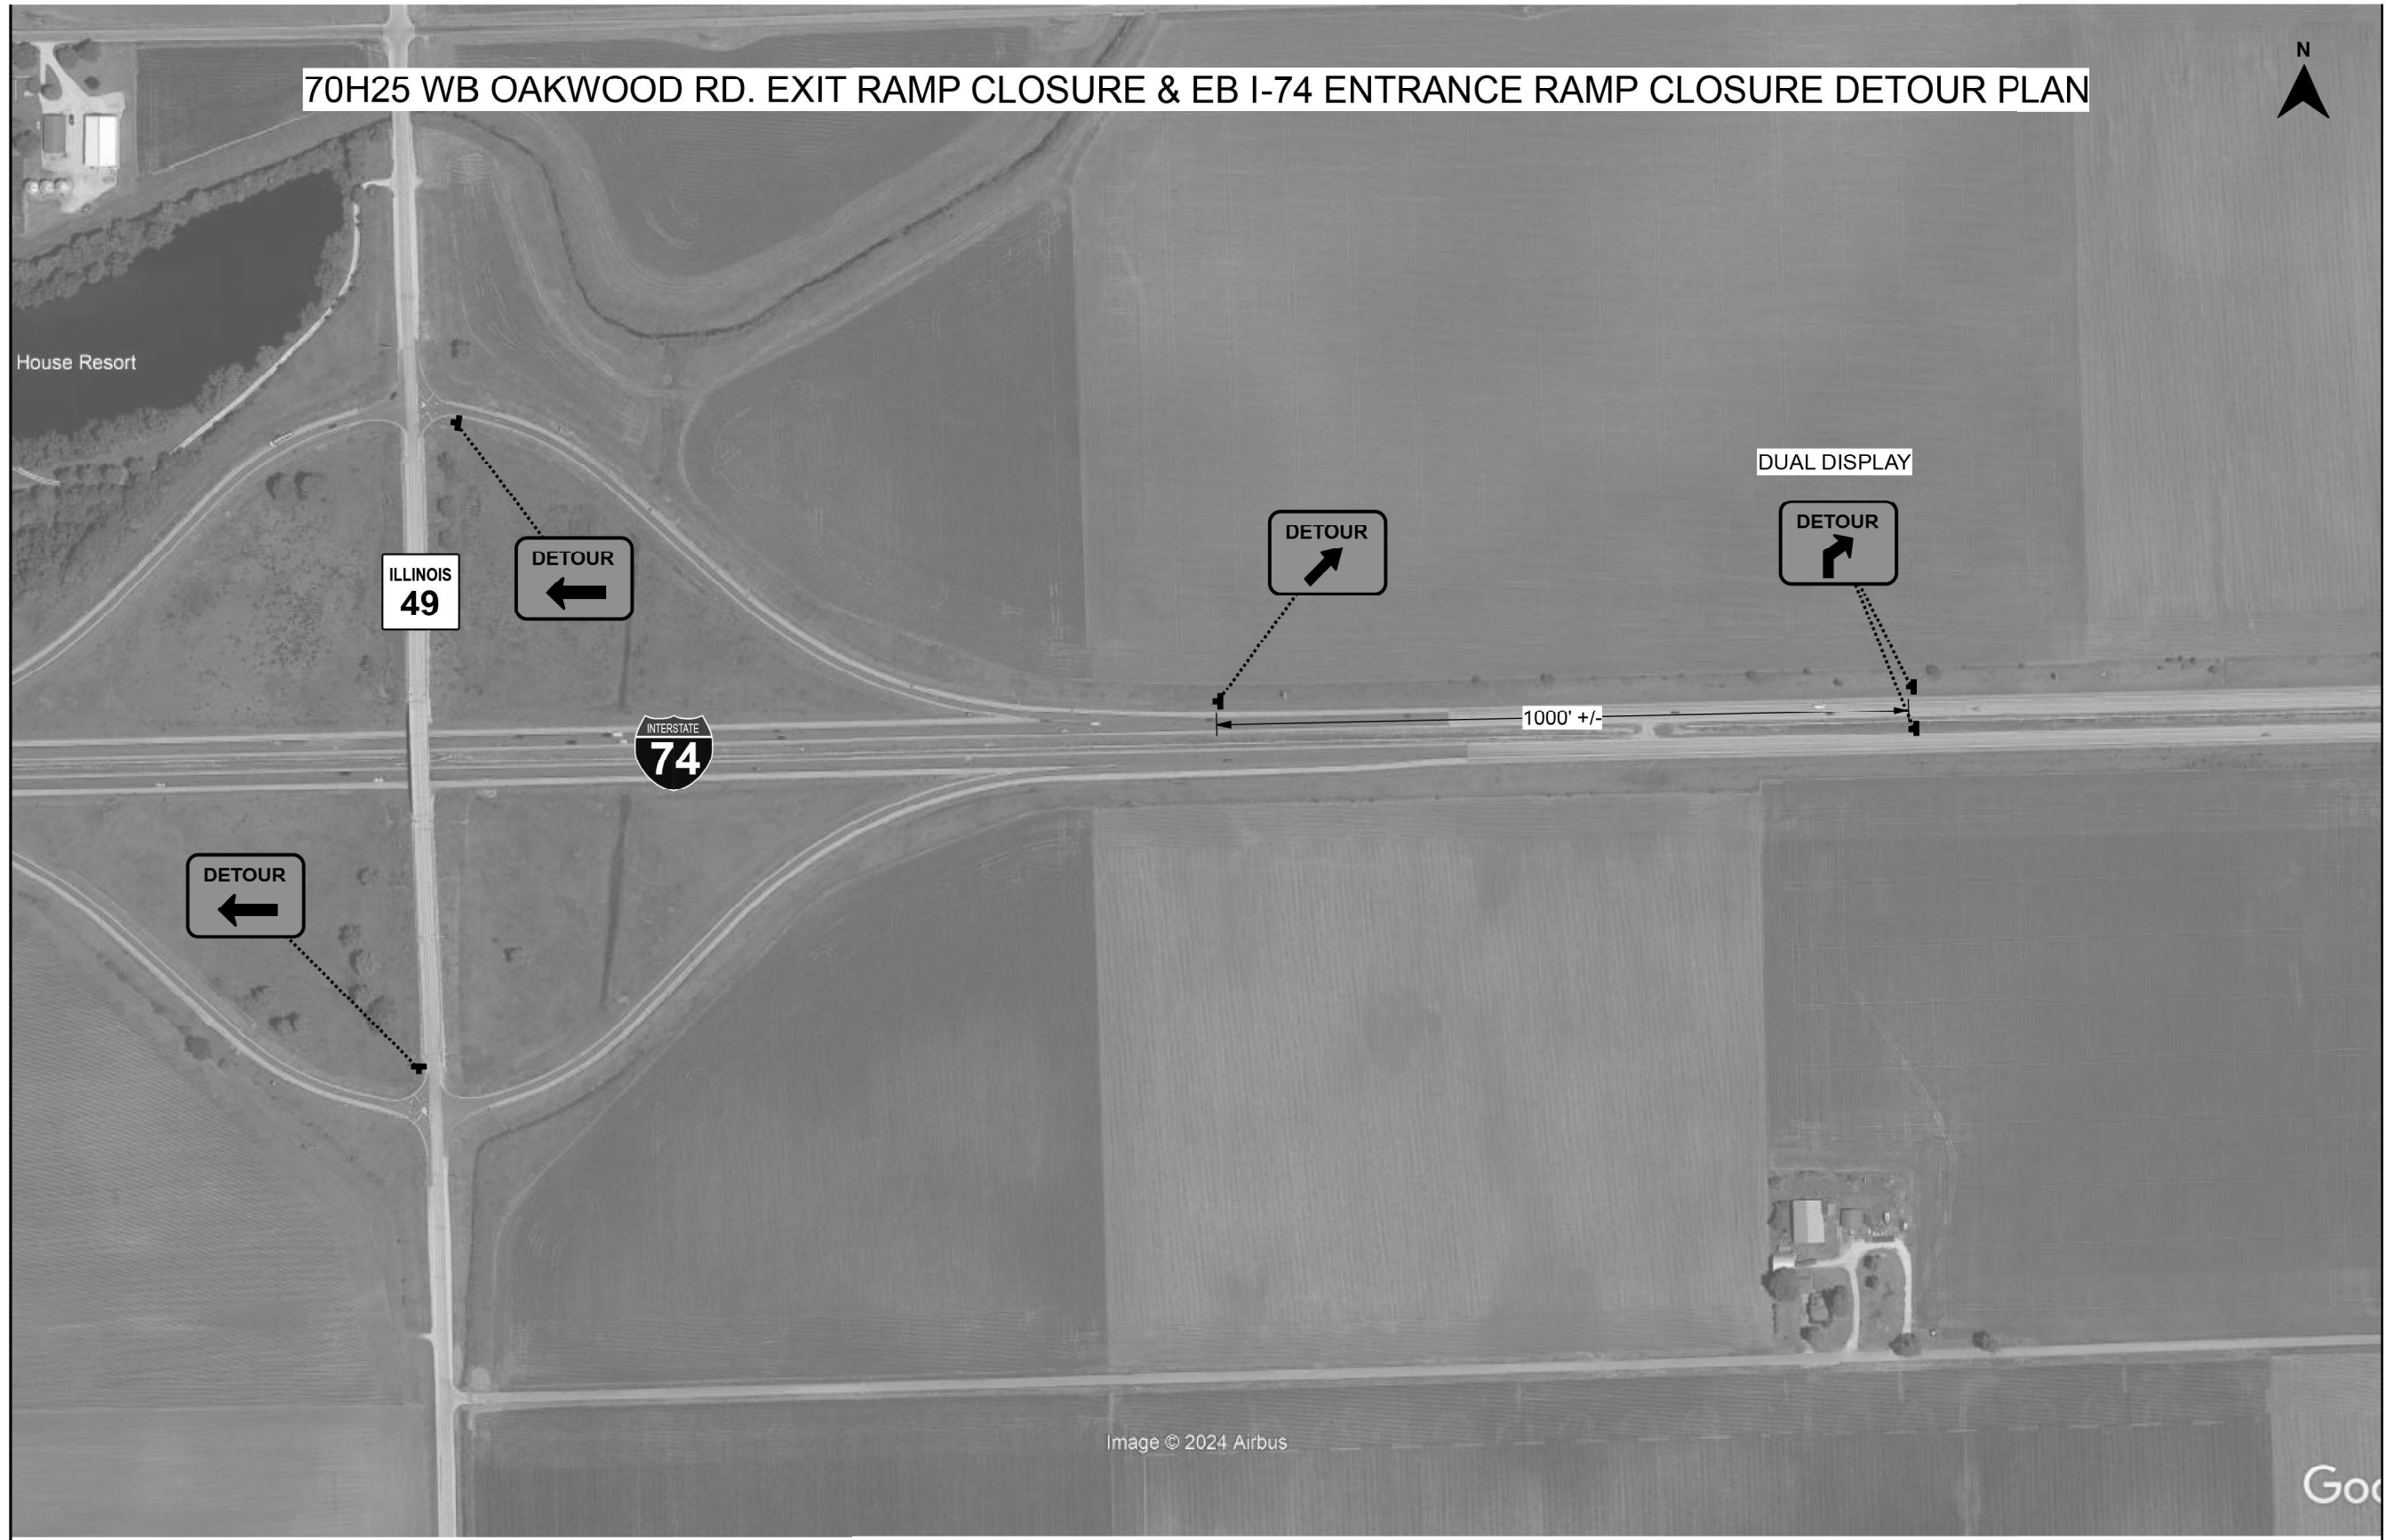 N
70H25 WB OAKWOOD RD. EXIT RAMP CLOSURE & EB I-74 ENTRANCE RAMP CLOSURE DETOUR PLAN
House Resort
DUAL DISPLAY
DETOUR
DETOUR
DETOUR
ILLINOIS
49
1000' +/-
INTERSTATE
74
DETOUR
Image © 2024 Airbus
Goo